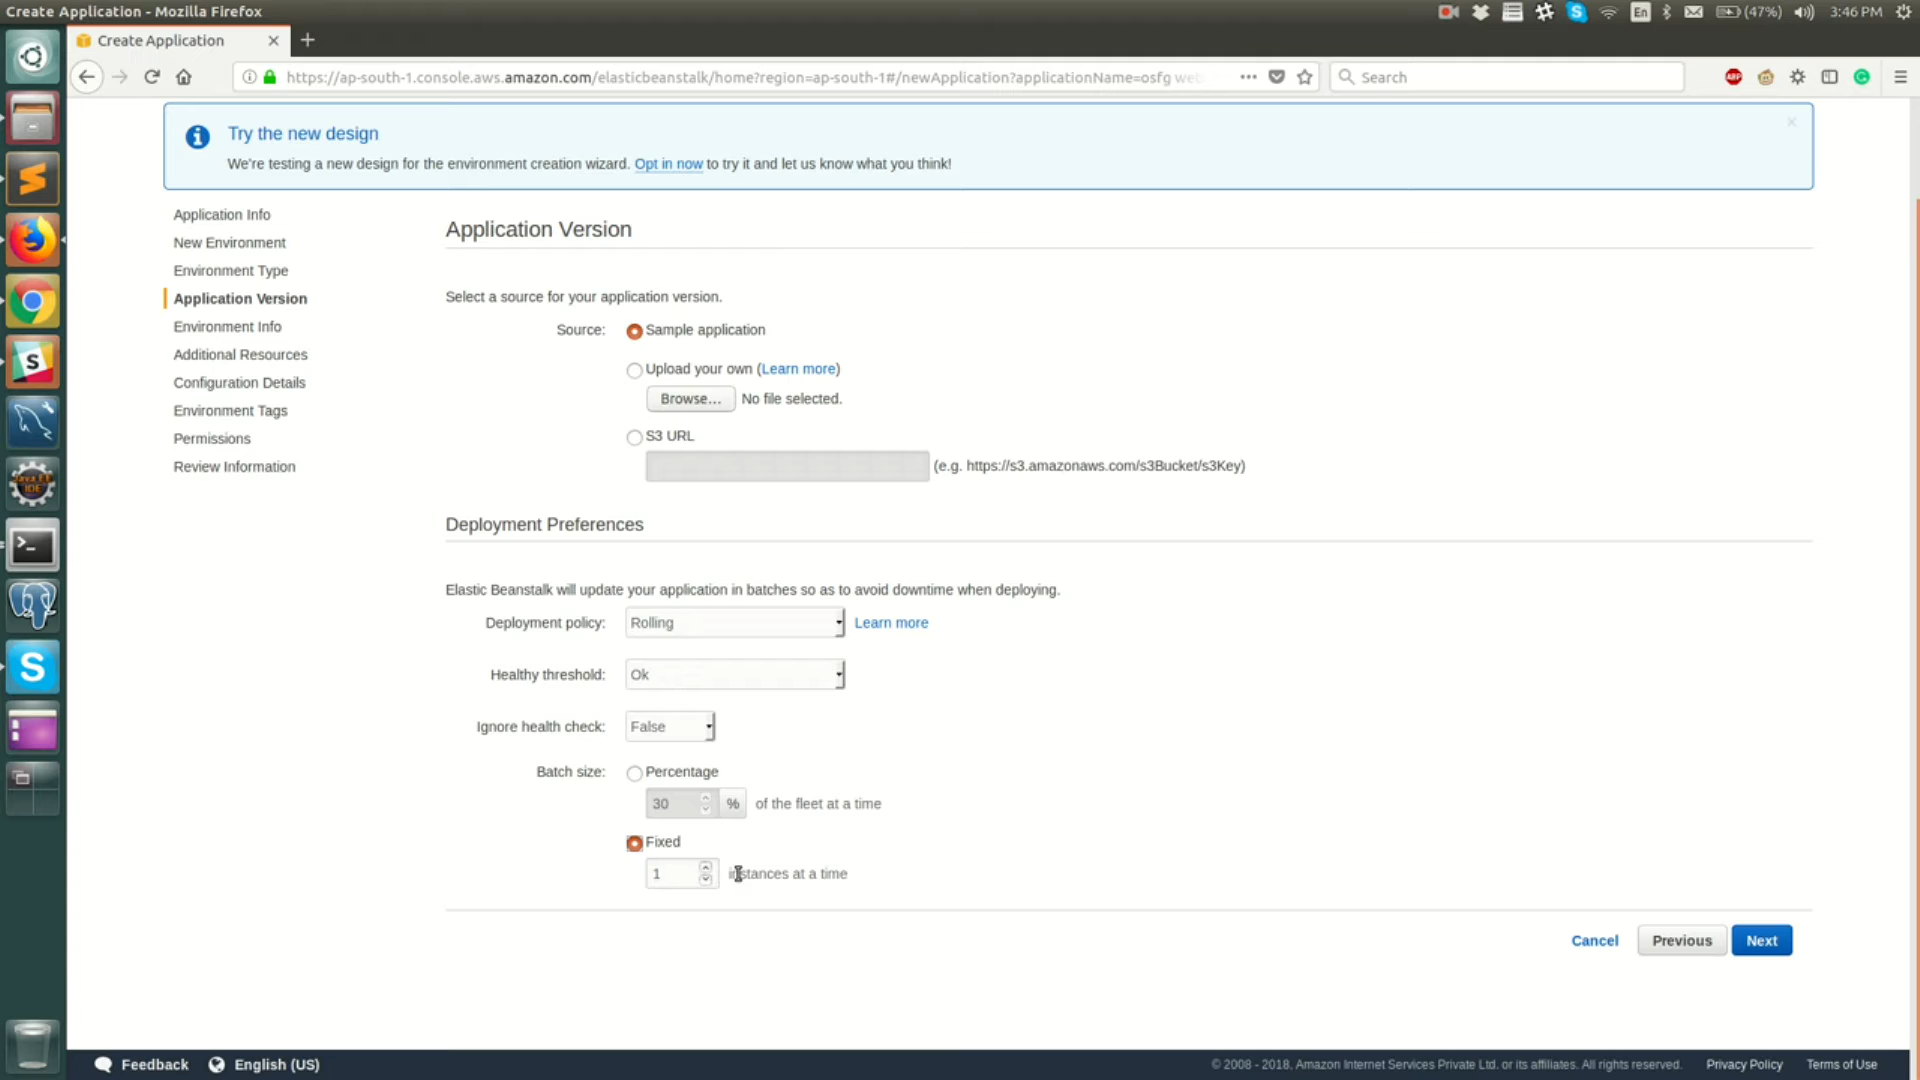 Create Application - Mozilla Firefox
En
(47%)
3:46 PM
Create Application
https://ap-south-1.console.aws.amazon.com/elasticbeanstalk/home?region=ap-south-1#/newApplication?applicationName=osfg web
Search
ABP
Try the new design
We're testing a new design for the environment creation wizard. Opt in now to try it and let us know what you think!
Application Info
New Environment
Environment Type
Application Version
Environment Info
Additional Resources
Configuration Details
Environment Tags
Permissions
Review Information
Application Version
Select a source for your application version.
Source: Sample application
Upload your own (Learn more)
Browse... No file selected.
S3 URL
(e.g. https://s3.amazonaws.com/s3Bucket/s3Key)
Deployment Preferences
Elastic Beanstalk will update your application in batches so as to avoid downtime when deploying.
Deployment policy: Rolling Learn more
Healthy threshold: Ok
Ignore health check: False
Batch size: Percentage
30 % of the fleet at a time
Fixed
1 instances at a time
Cancel Previous Next
Java EE
IDE
Feedback English (US)
© 2008 - 2018, Amazon Internet Services Private Ltd. or its affiliates. All rights reserved. Privacy Policy Terms of Use